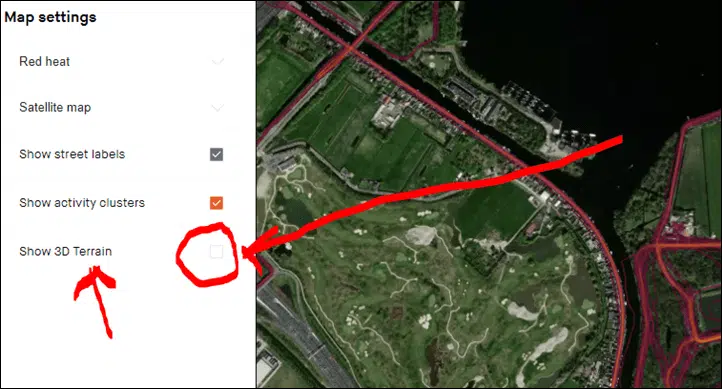 Map settings
Red heat
Satellite map
Show street labels
Show activity clusters
Show 3D Terrain